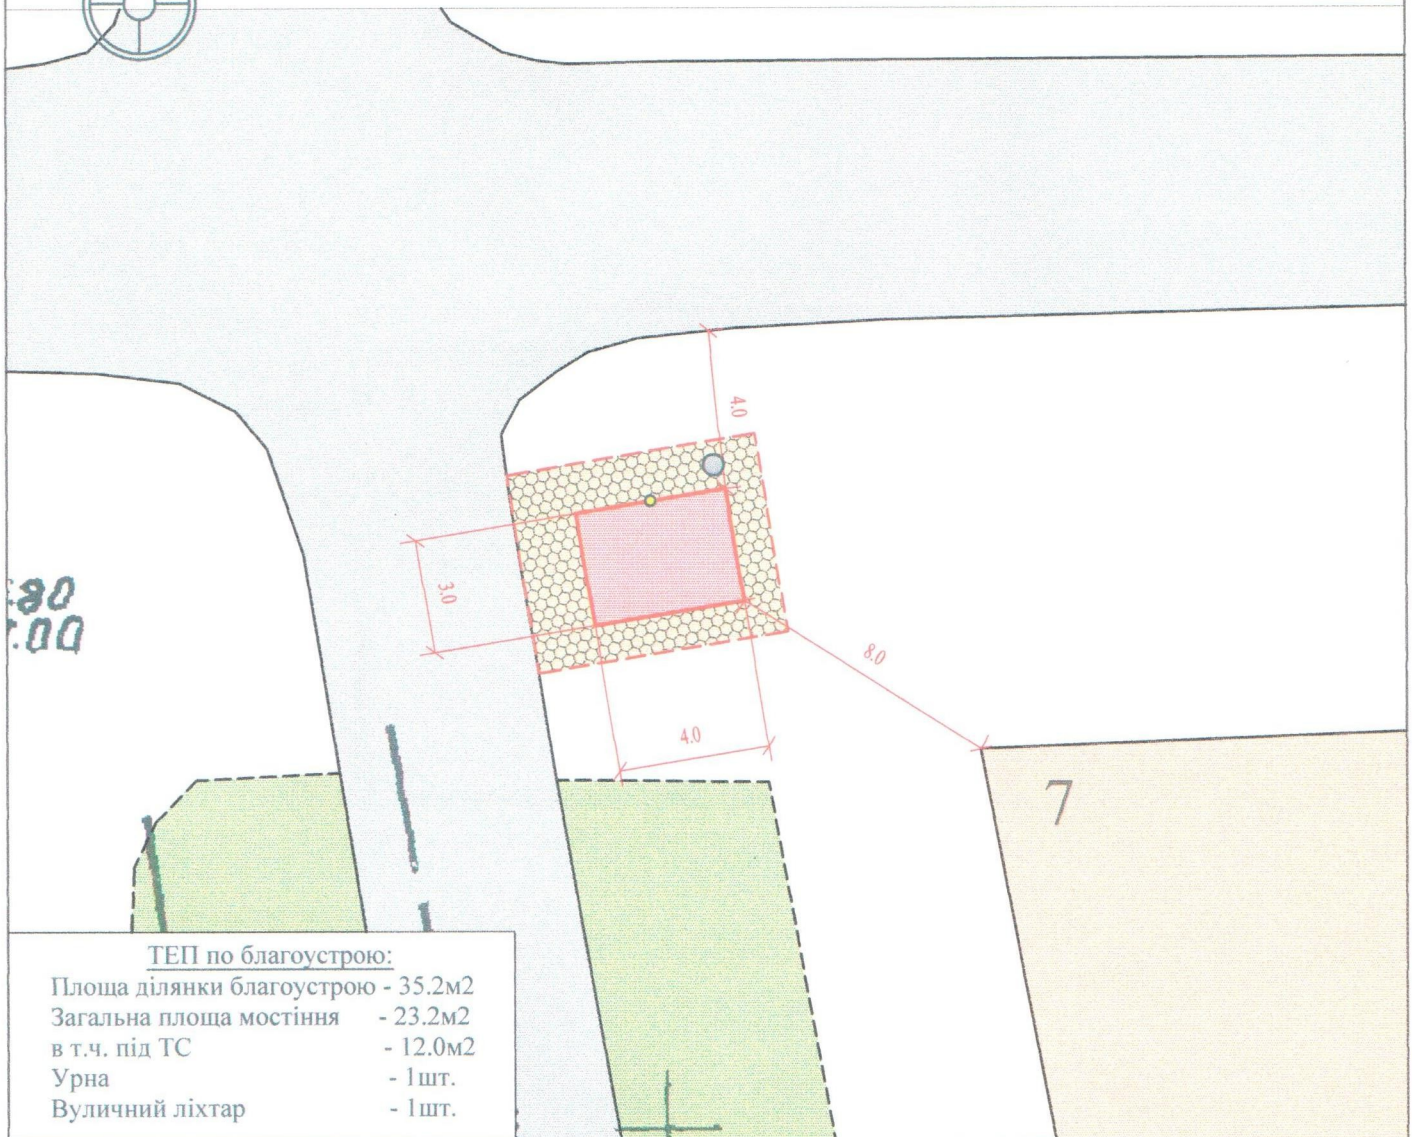 4.0
3.0
8.0
4.0
7
ТЕП по благоустрою:
Площа ділянки благоустрою - 35.2м2
Загальна площа мостіння - 23.2м2
в т.ч. під ТС - 12.0м2
Урна - 1шт.
Вуличний ліхтар - 1шт.